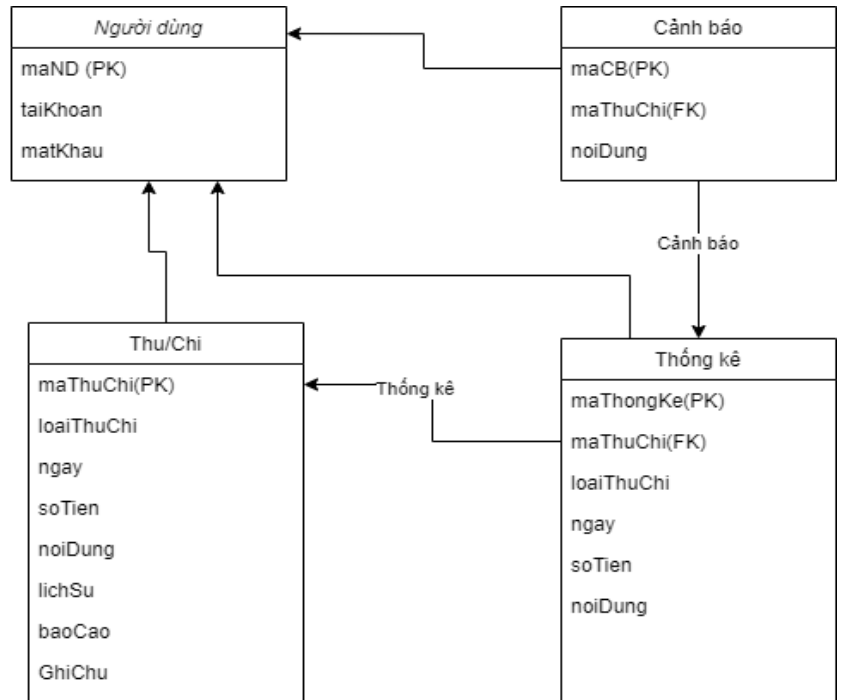 Người dùng
maND (PK)
taiKhoan
matKhau
Cảnh báo
maCB(PK)
maThuChi(FK)
noiDung
Cảnh báo
Thu/Chi
maThuChi(PK)
loaiThuChi
ngay
soTien
noiDung
lichSu
baoCao
GhiChu
Thống kê
Thống kê
maThongKe(PK)
maThuChi(FK)
loaiThuChi
ngay
soTien
noiDung